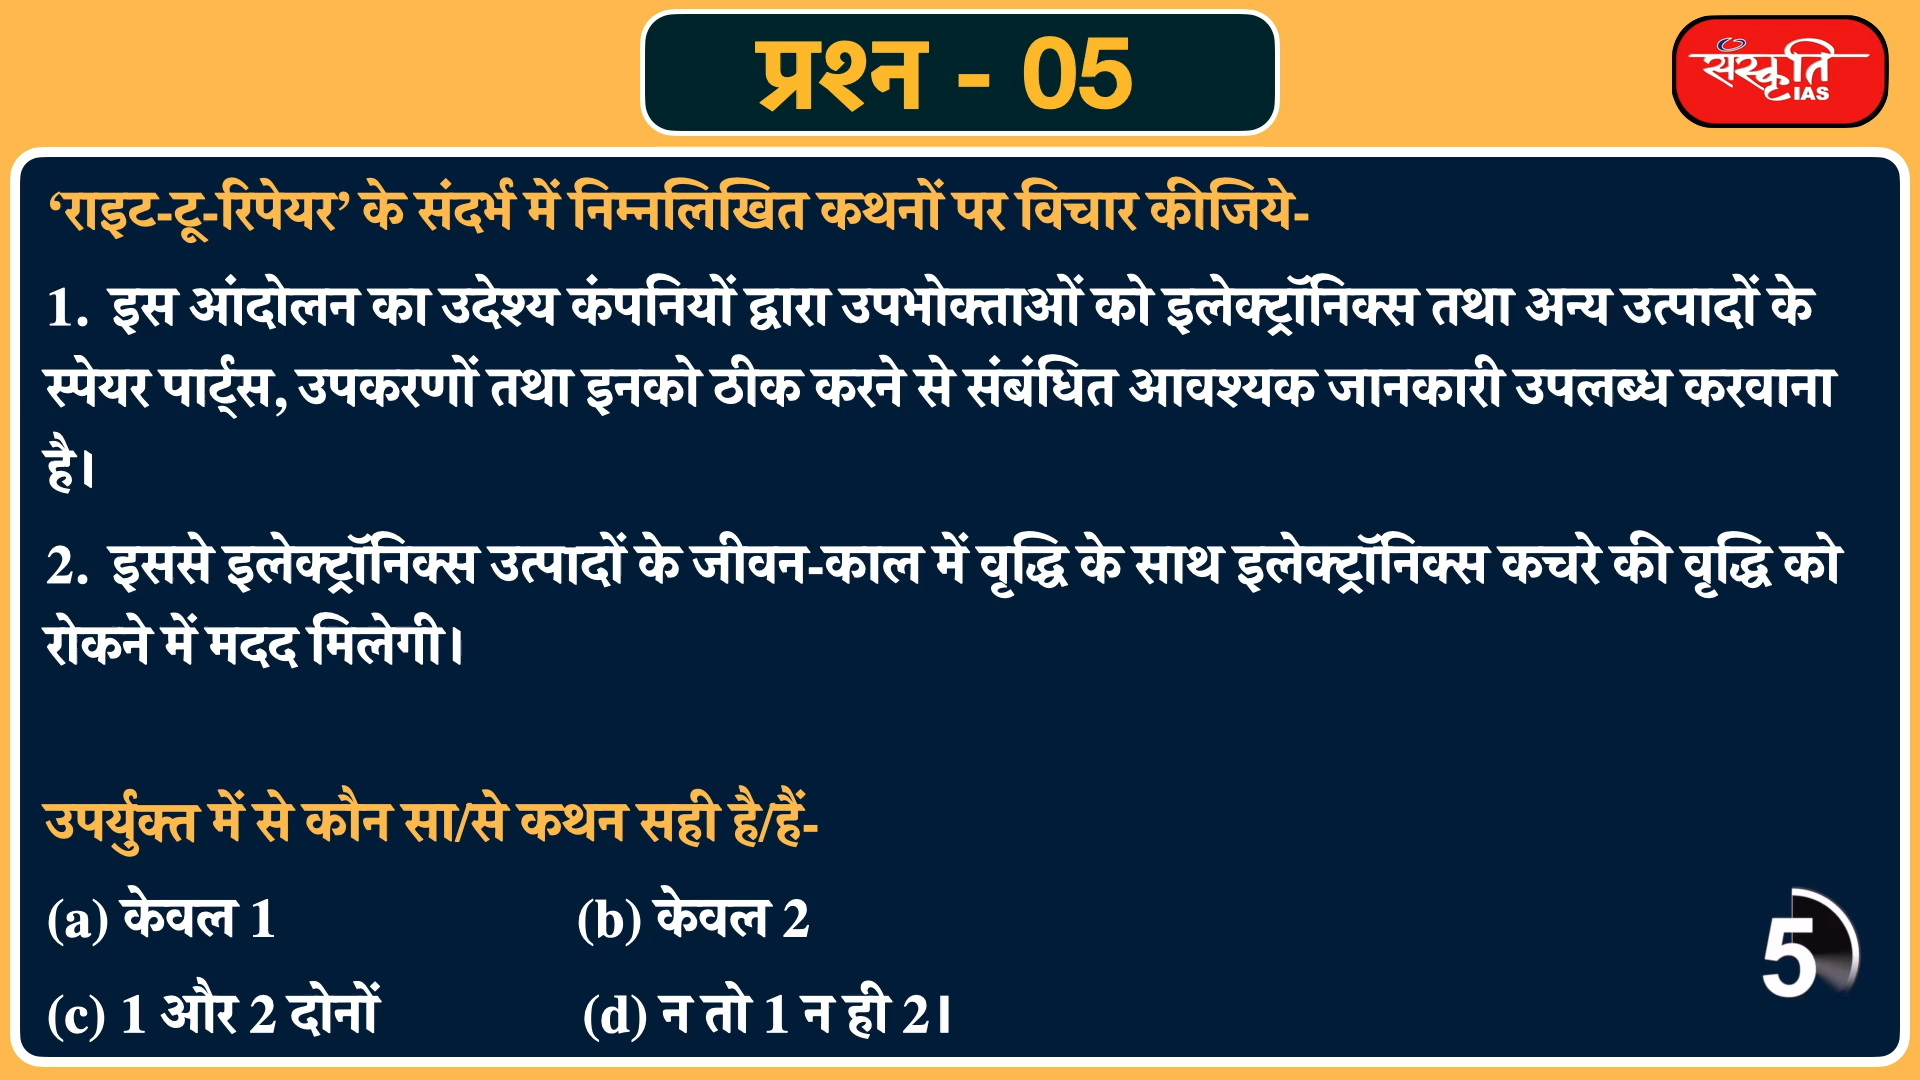 प्रश्न - 05
संस्कृति
IAS
‘राइट-टू-रिपेयर’ के संदर्भ में निम्नलिखित कथनों पर विचार कीजिये-
1. इस आंदोलन का उदेश्य कंपनियों द्वारा उपभोक्ताओं को इलेक्ट्रॉनिक्स तथा अन्य उत्पादों के
स्पेयर पार्ट्स, उपकरणों तथा इनको ठीक करने से संबंधित आवश्यक जानकारी उपलब्ध करवाना
है।
2. इससे इलेक्ट्रॉनिक्स उत्पादों के जीवन-काल में वृद्धि के साथ इलेक्ट्रॉनिक्स कचरे की वृद्धि को
रोकने में मदद मिलेगी।
उपर्युक्त में से कौन सा/से कथन सही है/हैं-
(a) केवल 1 (b) केवल 2
(c) 1 और 2 दोनों (d) न तो 1 न ही 2।
5